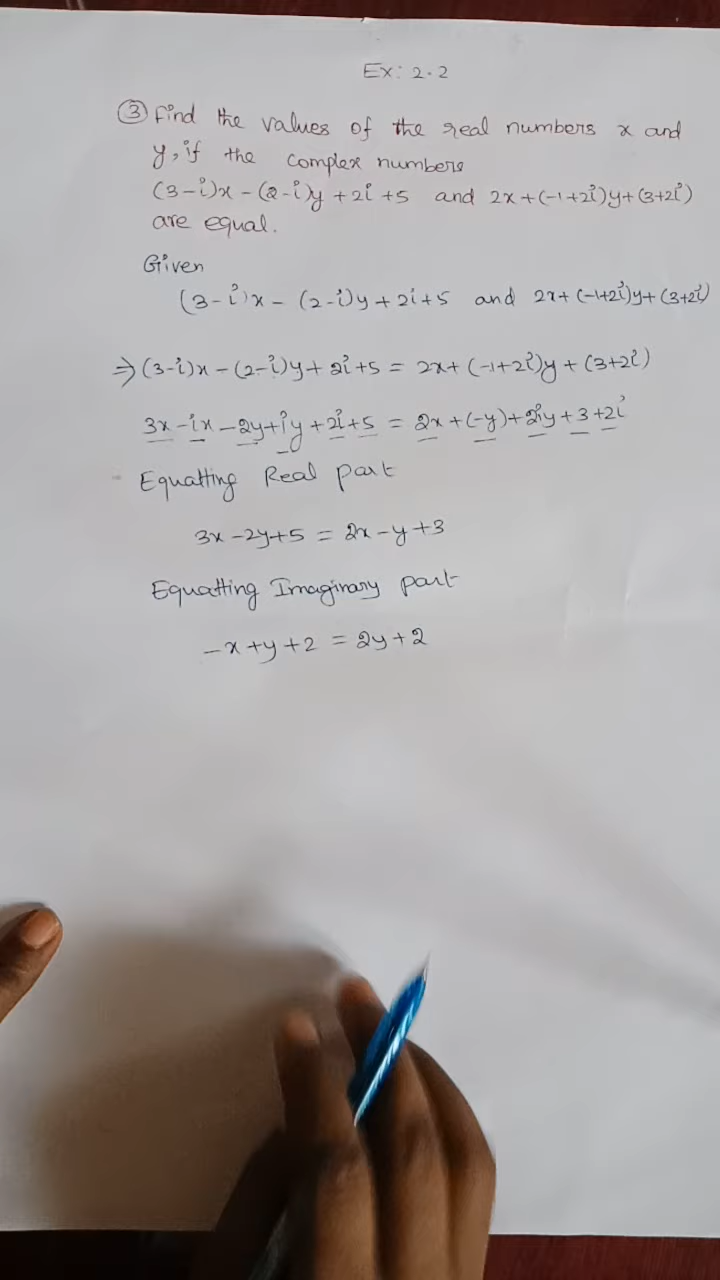 Ex: 2.2
③ Find the values of the real numbers x and
y, if the complex numbers
(3-i)x - (2-i)y + 2i + 5 and 2x + (-1+2i)y + (3+2i)
are equal.
Given
(3-i)x - (2-i)y + 2i + 5 and 2x + (-1+2i)y + (3+2i)
⇒ (3-i)x - (2-i)y + 2i + 5 = 2x + (-1+2i)y + (3+2i)
3x - ix - 2y + iy + 2i + 5 = 2x + (-y) + 2iy + 3 + 2i
Equatting Real part
3x - 2y + 5 = 2x - y + 3
Equatting Imaginary part
-x + y + 2 = 2y + 2